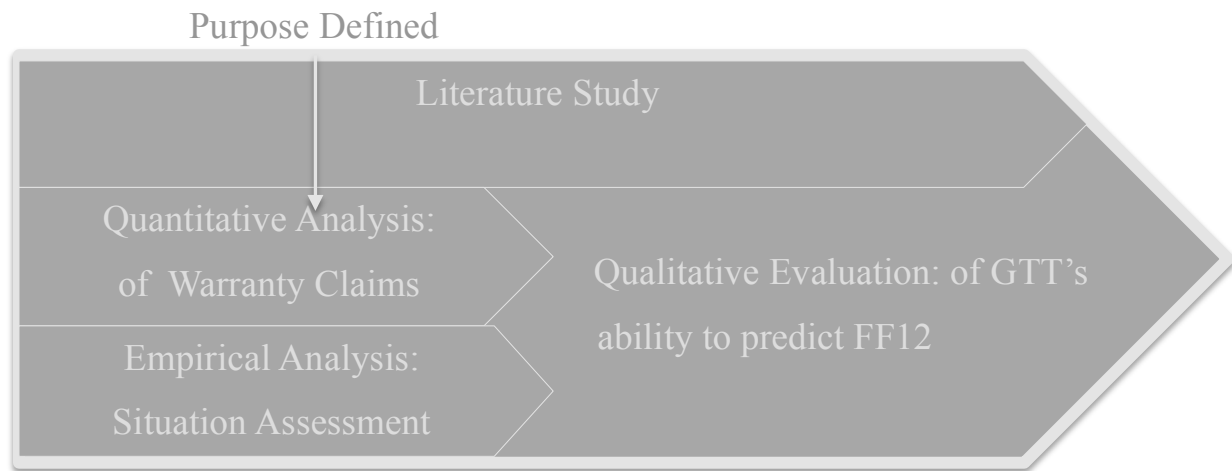 Purpose Defined
Literature Study
Quantitative Analysis:
of Warranty Claims
Empirical Analysis:
Situation Assessment
Qualitative Evaluation: of GTT’s
ability to predict FF12